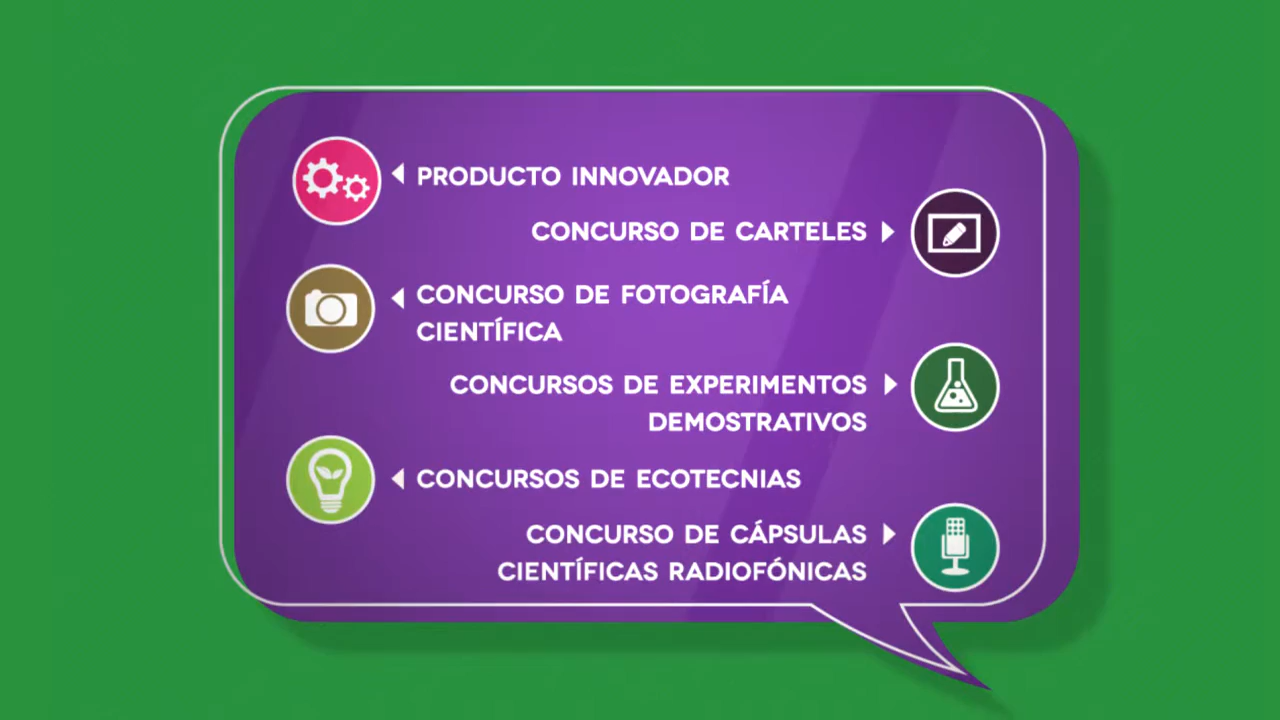 PRODUCTO INNOVADOR
CONCURSO DE CARTELES
CONCURSO DE FOTOGRAFÍA
CIENTÍFICA
CONCURSOS DE EXPERIMENTOS
DEMOSTRATIVOS
CONCURSOS DE ECOTECNIAS
CONCURSO DE CÁPSULAS
CIENTÍFICAS RADIOFÓNICAS